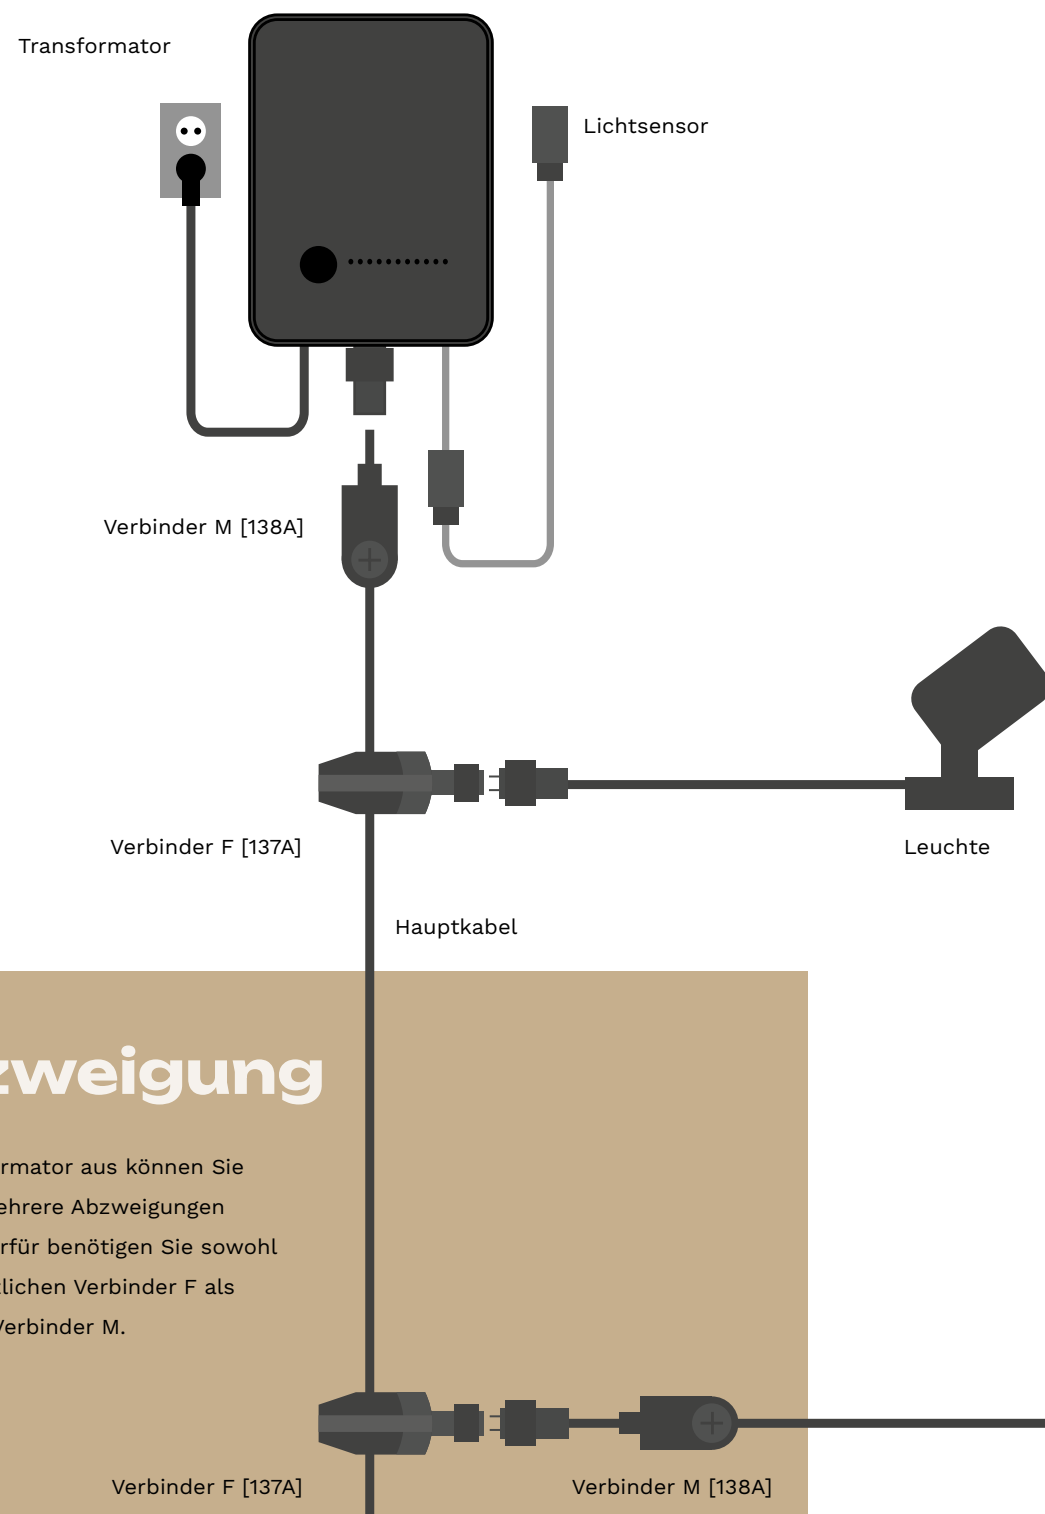 Transformator
Lichtsensor
Verbinder M [138A]
Verbinder F [137A]
Leuchte
Hauptkabel
zweigung
rmator aus können Sie
ehrere Abzweigungen
rfür benötigen Sie sowohl
lichen Verbinder F als
Verbinder M.
Verbinder F [137A]
Verbinder M [138A]